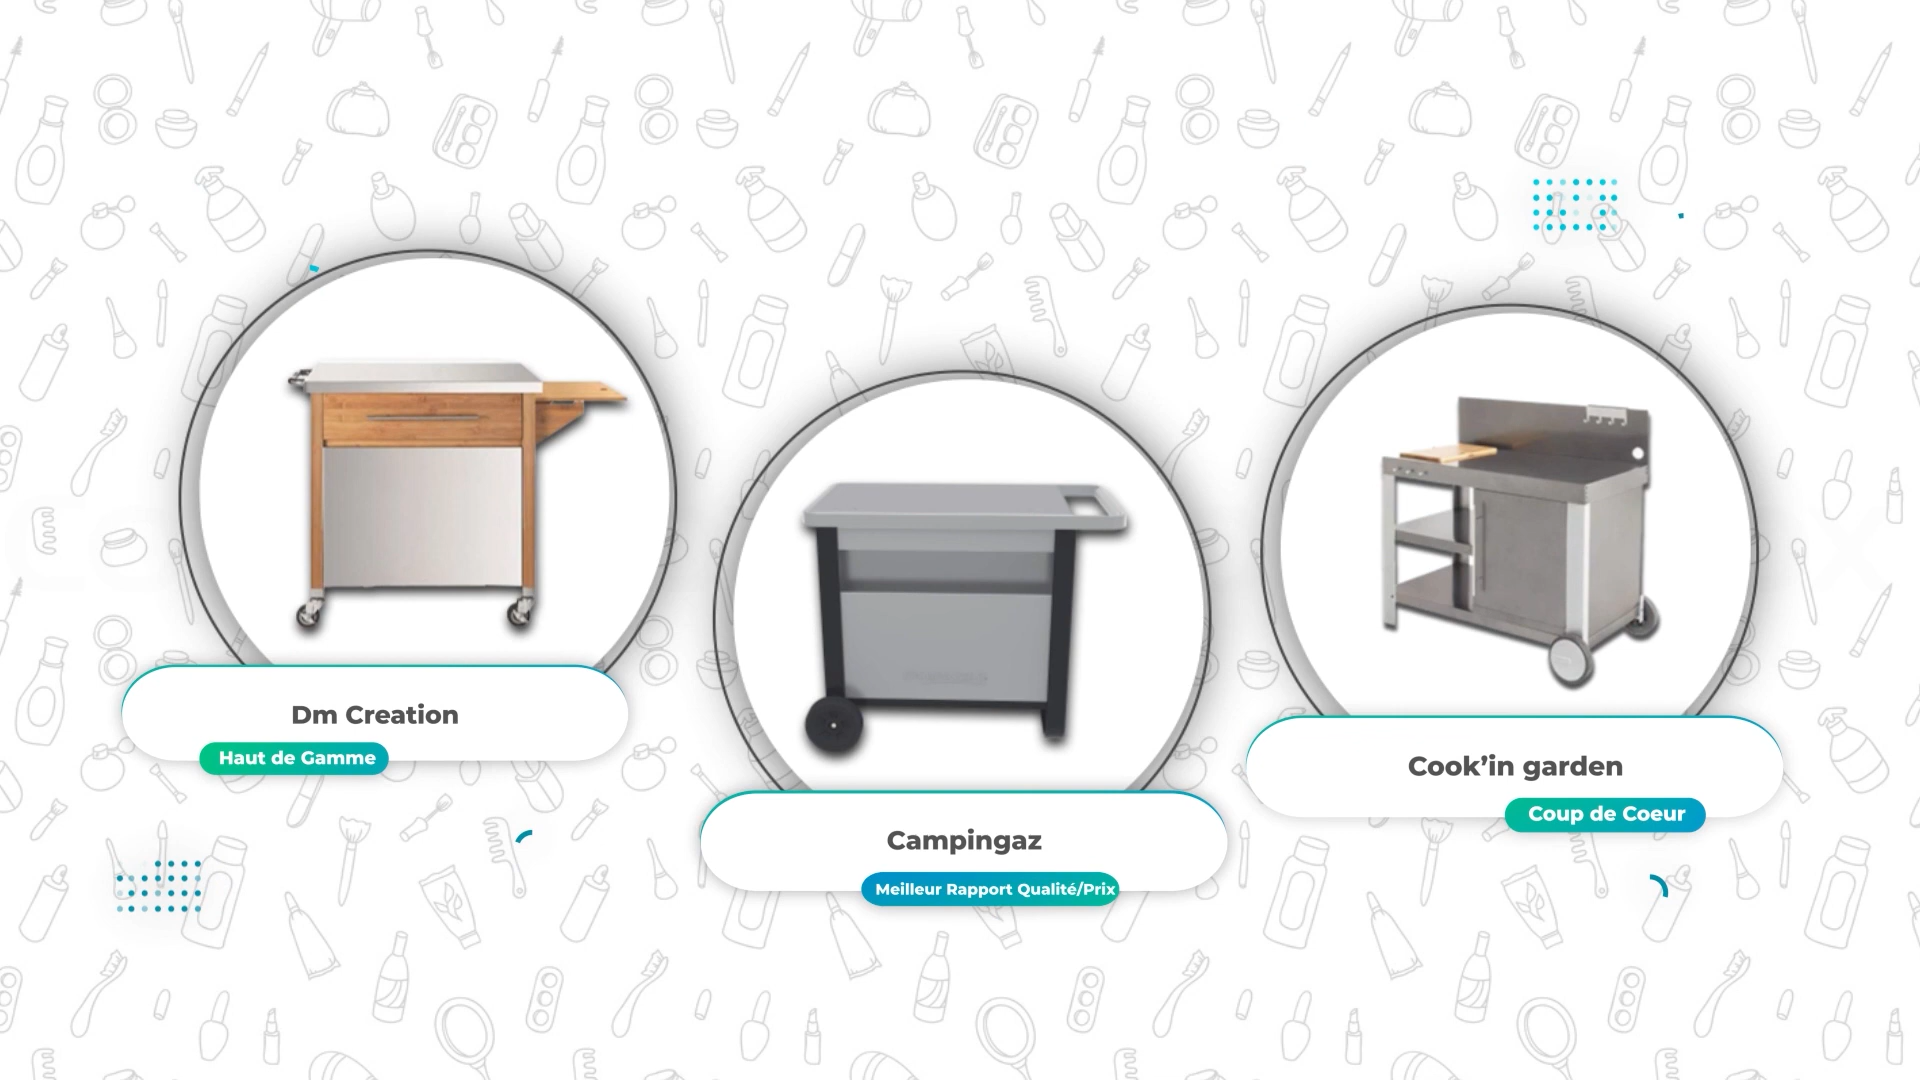 Dm Creation
Haut de Gamme
Campingaz
Meilleur Rapport Qualité/Prix
Cook’in garden
Coup de Coeur